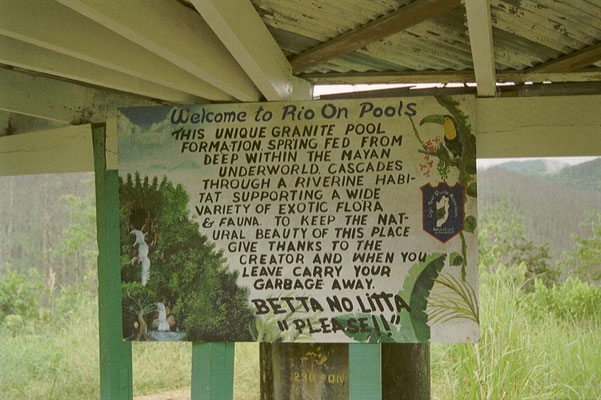 Welcome to Rio On Pools
THIS UNIQUE GRANITE POOL
FORMATION, SPRING FED FROM
DEEP WITHIN THE MAYAN
UNDERWORLD, CASCADES
THROUGH A RIVERINE HABI-
TAT SUPPORTING A WIDE
VARIETY OF EXOTIC FLORA
& FAUNA. TO KEEP THE NAT-
URAL BEAUTY OF THIS PLACE
GIVE THANKS TO THE
CREATOR AND WHEN YOU
LEAVE CARRY YOUR
GARBAGE AWAY.
BETTA NO LITTA
"PLEASE!!"